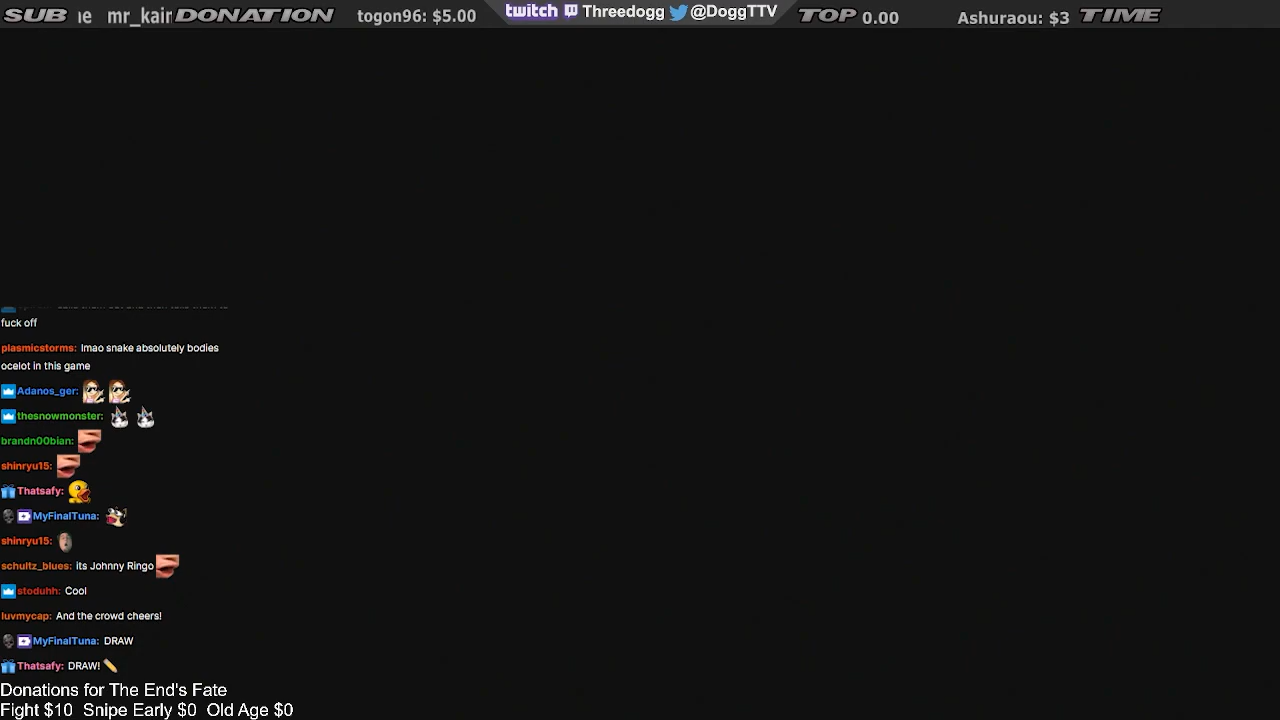 SUB mr_kair DONATION togon96: $5.00 twitch Threedogg @DoggTTV TOP 0.00 Ashuraou: $3 TIME
fuck off
plasmicstorms: lmao snake absolutely bodies
ocelot in this game
Adanos_ger:
thesnowmonster:
brandn00bian:
shinryu15:
Thatsafy:
MyFinalTuna:
shinryu15:
schultz_blues: its Johnny Ringo
stoduhh: Cool
luvmycap: And the crowd cheers!
MyFinalTuna: DRAW
Thatsafy: DRAW!
Donations for The End's Fate
Fight $10 Snipe Early $0 Old Age $0